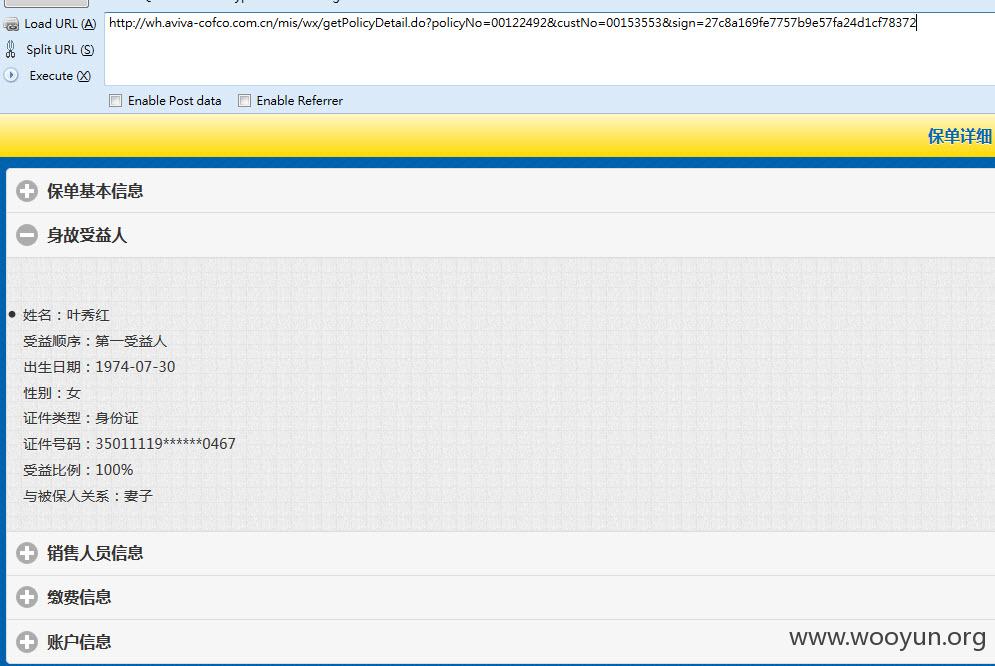 Load URL (A)
http://wh.aviva-cofco.com.cn/mis/wx/getPolicyDetail.do?policyNo=00122492&custNo=00153553&sign=27c8a169fe7757b9e57fa24d1cf78372
Split URL (S)
Execute (X)
Enable Post data Enable Referrer
保单详细
保单基本信息
身故受益人
姓名：叶秀红
受益顺序：第一受益人
出生日期：1974-07-30
性别：女
证件类型：身份证
证件号码：35011119******0467
受益比例：100%
与被保人关系：妻子
销售人员信息
缴费信息
账户信息
www.wooyun.org